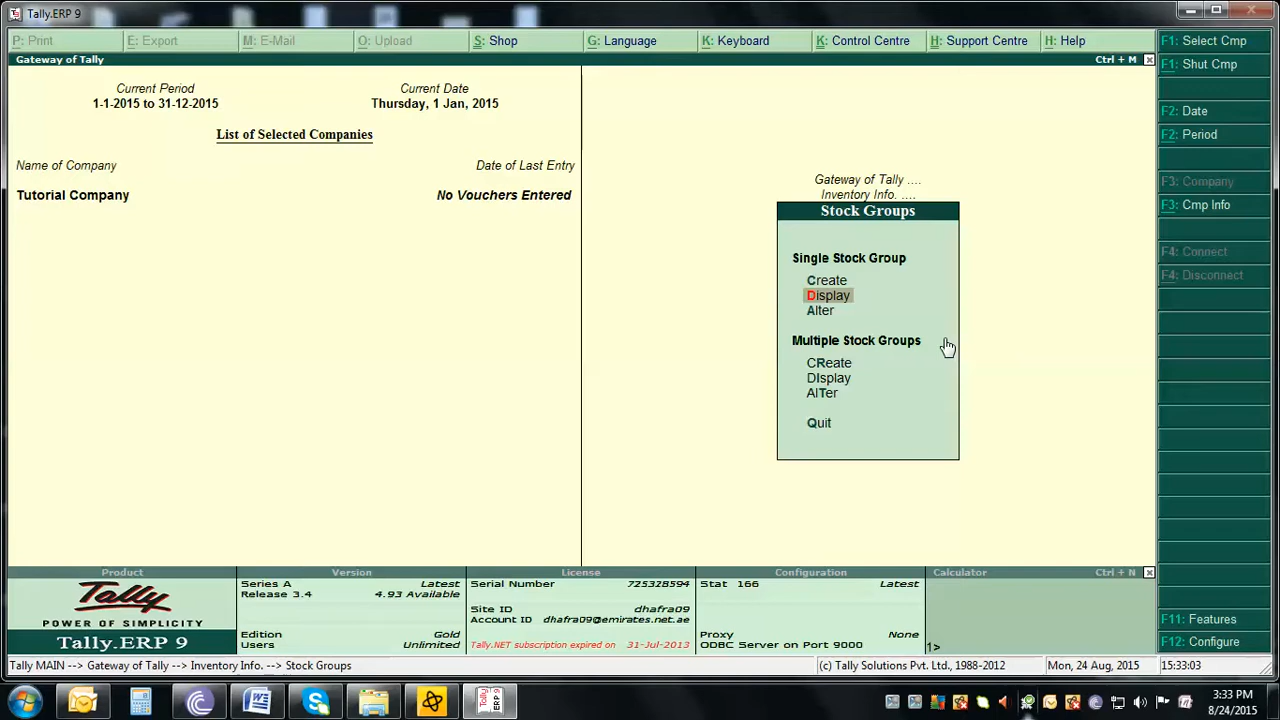 Tally.ERP 9
P: Print E: Export M: E-Mail O: Upload S: Shop G: Language K: Keyboard K: Control Centre H: Support Centre H: Help
Gateway of Tally Ctrl + M
Current Period Current Date
1-1-2015 to 31-12-2015 Thursday, 1 Jan, 2015
List of Selected Companies
Name of Company Date of Last Entry
Tutorial Company No Vouchers Entered
Gateway of Tally ....
Inventory Info. ....
Stock Groups
Single Stock Group
Create
Display
Alter
Multiple Stock Groups
CReate
DIsplay
AlTer
Quit
F1: Select Cmp
F1: Shut Cmp
F2: Date
F2: Period
F3: Company
F3: Cmp Info
F4: Connect
F4: Disconnect
F11: Features
F12: Configure
Product Version License Configuration Calculator Ctrl + N
Tally
POWER OF SIMPLICITY
Tally.ERP 9
Series A Latest
Release 3.4 4.93 Available
Edition Gold
Users Unlimited
Serial Number 725328594
Site ID dhafra09
Account ID dhafra09@emirates.net.ae
Tally.NET subscription expired on 31-Jul-2013
Stat 166 Latest
Proxy None
ODBC Server on Port 9000
1>
Tally MAIN --> Gateway of Tally --> Inventory Info. --> Stock Groups (c) Tally Solutions Pvt. Ltd., 1988-2012 Mon, 24 Aug, 2015 15:33:03
3:33 PM
8/24/2015